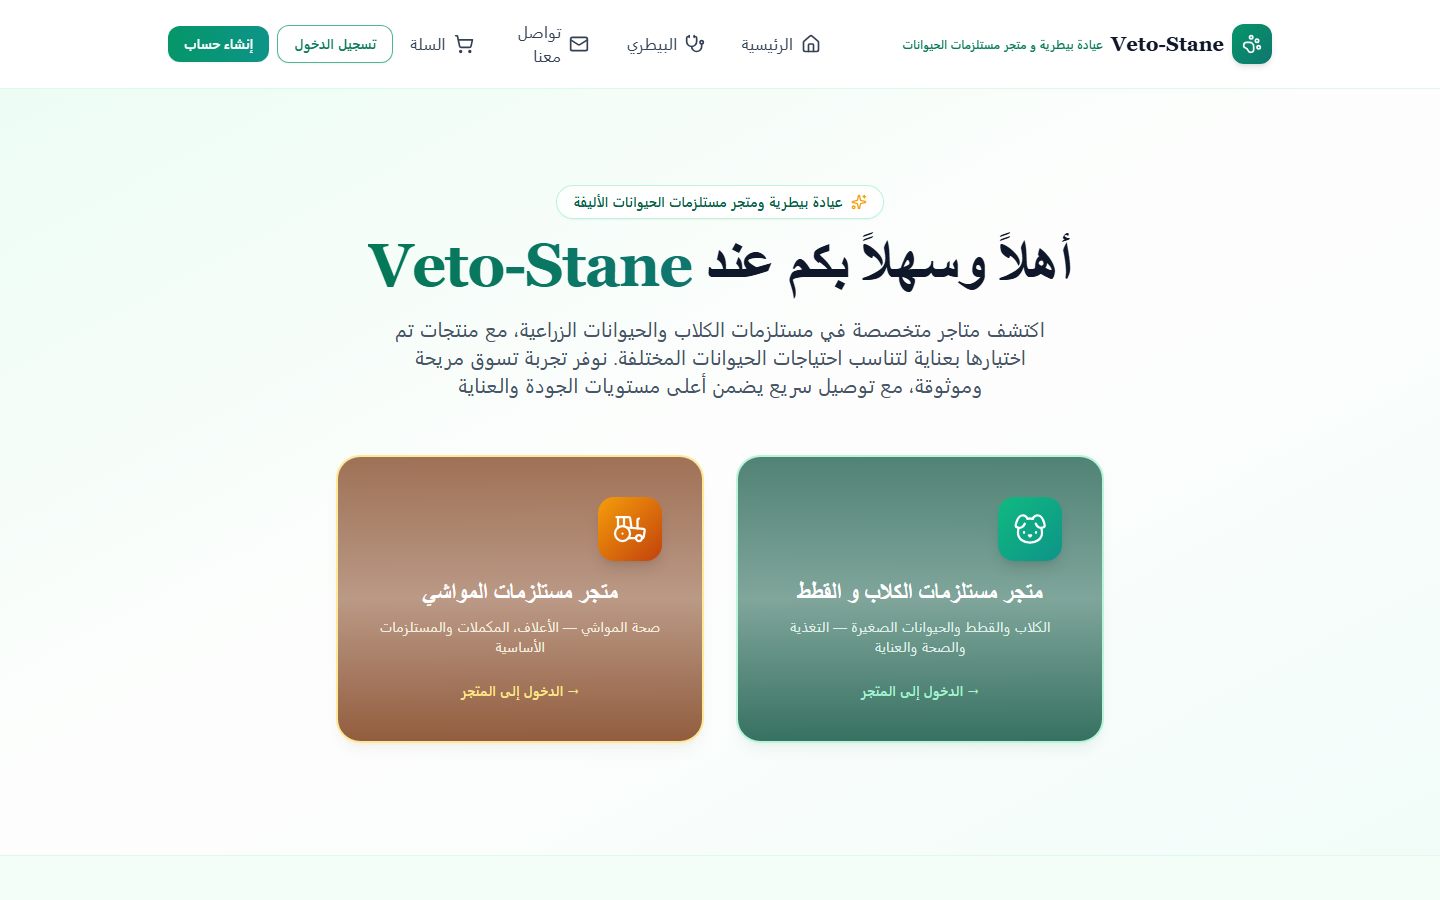 Veto-Stane عيادة بيطرية و متجر مستلزمات الحيوانات
الرئيسية
البيطري
تواصل
معنا
السلة
تسجيل الدخول
إنشاء حساب
عيادة بيطرية ومتجر مستلزمات الحيوانات الأليفة
أهلاً وسهلاً بكم عند Veto-Stane
اكتشف متاجر متخصصة في مستلزمات الكلاب والحيوانات الزراعية، مع منتجات تم
اختيارها بعناية لتناسب احتياجات الحيوانات المختلفة. نوفر تجربة تسوق مريحة
وموثوقة، مع توصيل سريع يضمن أعلى مستويات الجودة والعناية
متجر مستلزمات الكلاب و القطط
الكلاب والقطط والحيوانات الصغيرة — التغذية
والصحة والعناية
→ الدخول إلى المتجر
متجر مستلزمات المواشي
صحة المواشي — الأعلاف، المكملات والمستلزمات
الأساسية
→ الدخول إلى المتجر